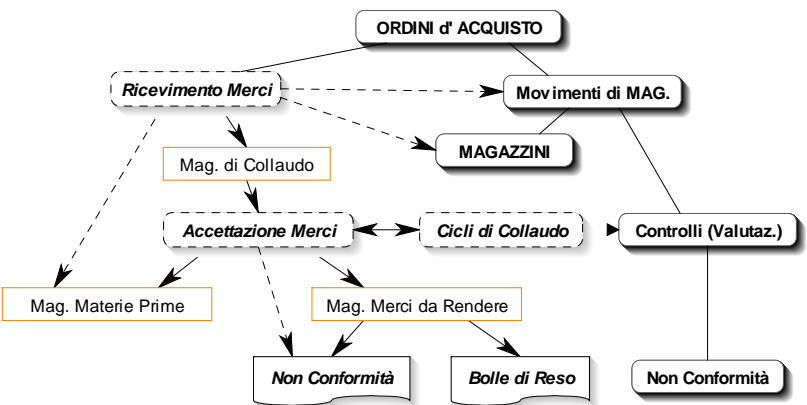 ORDINI d' ACQUISTO
Ricevimento Merci
Movimenti di MAG.
MAGAZZINI
Mag. di Collaudo
Accettazione Merci
Cicli di Collaudo
Controlli (Valutaz.)
Mag. Materie Prime
Mag. Merci da Rendere
Non Conformità
Bolle di Reso
Non Conformità